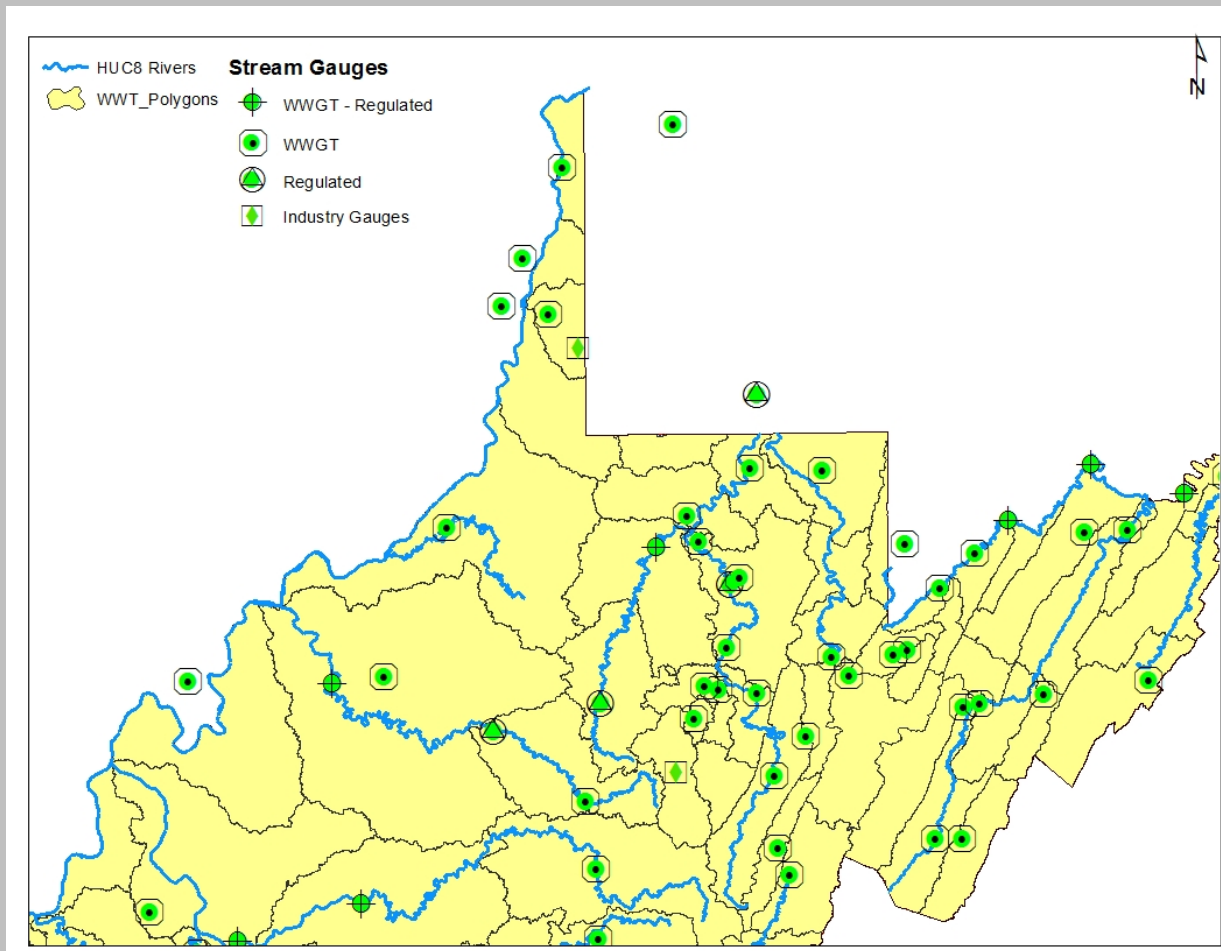 HUC8 Rivers
WWT_Polygons
Stream Gauges
WWGT - Regulated
WWGT
Regulated
Industry Gauges
N